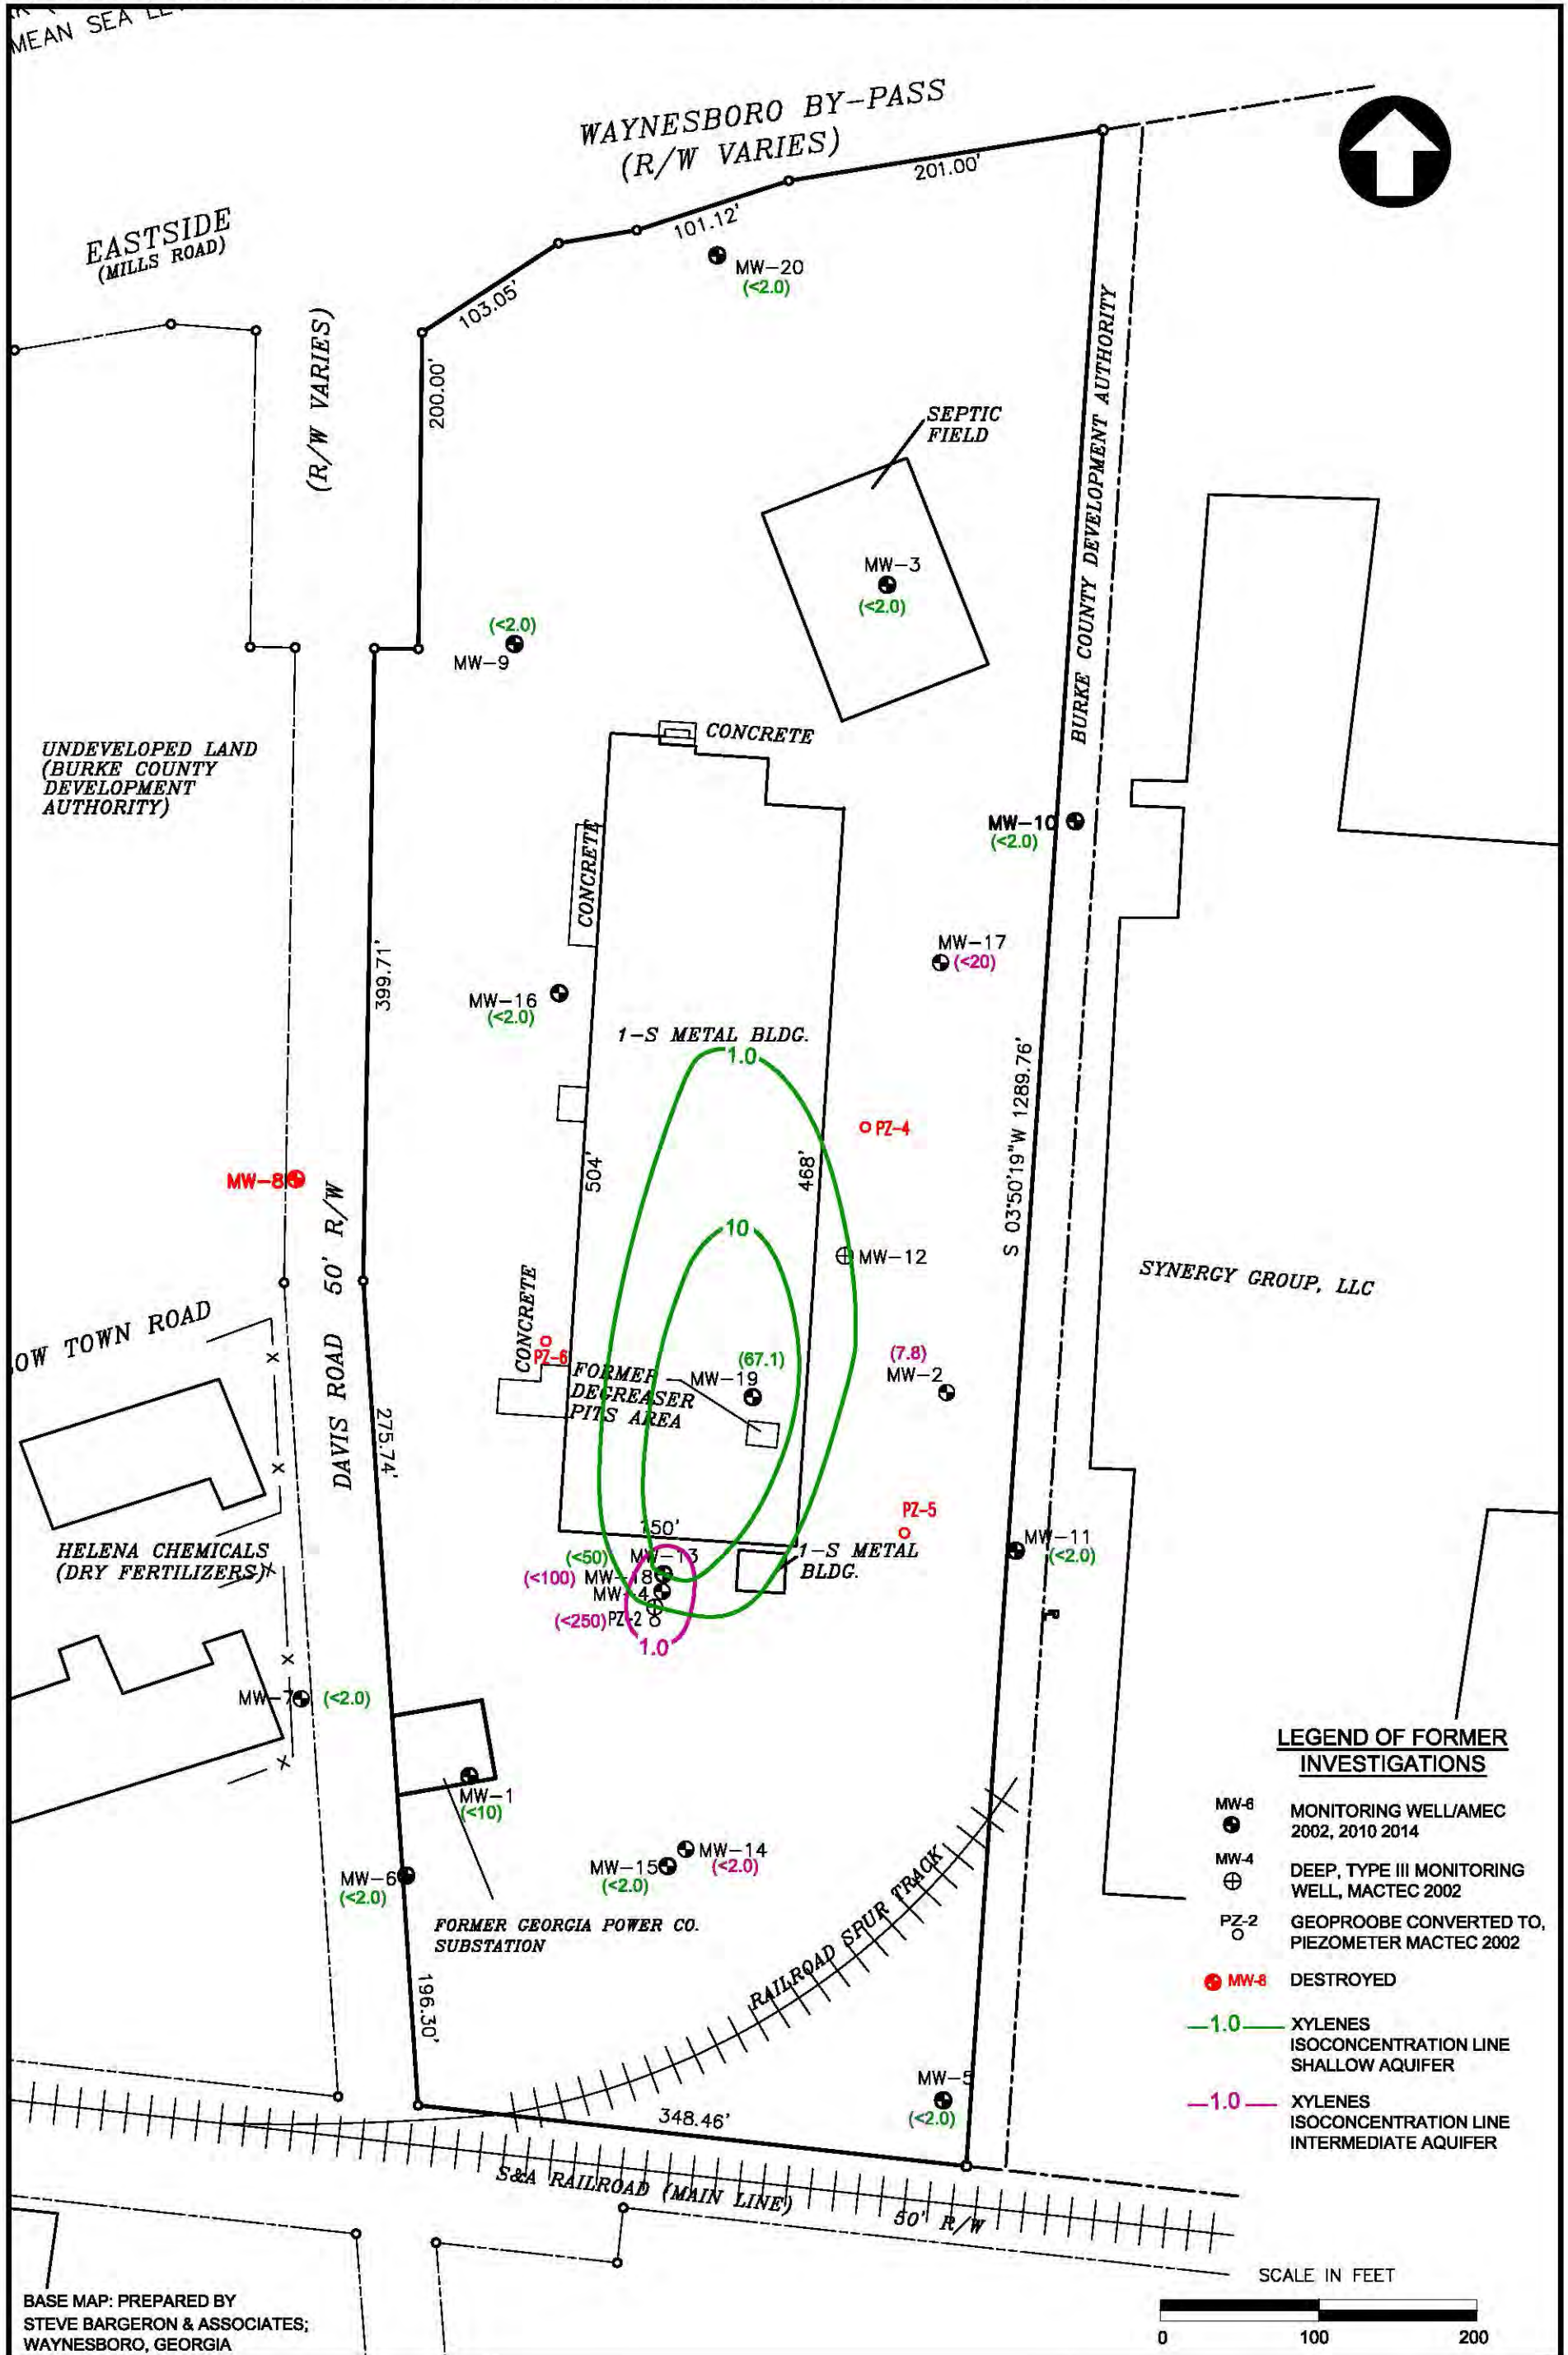 MEAN SEA
WAYNESBORO BY-PASS
(R/W VARIES)
201.00'
101.12'
103.05'
EASTSIDE
(MILLS ROAD)
(R/W VARIES)
200.00'
MW-20
(<2.0)
BURKE COUNTY DEVELOPMENT AUTHORITY
SEPTIC
FIELD
MW-3
(<2.0)
(<2.0)
MW-9
UNDEVELOPED LAND
(BURKE COUNTY
DEVELOPMENT
AUTHORITY)
CONCRETE
CONCRETE
MW-10
(<2.0)
MW-17
(<20)
399.71'
MW-16
(<2.0)
1-S METAL BLDG.
1.0
S 03°50'19"W 1289.76'
PZ-4
504'
468'
MW-8
DAVIS ROAD 50' R/W
10
MW-12
SYNERGY GROUP, LLC
OW TOWN ROAD
CONCRETE
PZ-6
FORMER
DEGREASER
PITS AREA
(67.1)
MW-19
(7.8)
MW-2
275.74'
PZ-5
150'
HELENA CHEMICALS
(DRY FERTILIZERS)
(<50) MW-13
(<100) MW-18
MW-4
(<250) PZ-2
1.0
1-S METAL
BLDG.
MW-11
(<2.0)
MW-7 (<2.0)
MW-1
(<10)
MW-6
(<2.0)
MW-14
(<2.0)
MW-15
(<2.0)
FORMER GEORGIA POWER CO.
SUBSTATION
RAILROAD SPUR TRACK
196.30'
MW-5
(<2.0)
348.46'
S&A RAILROAD (MAIN LINE)
50' R/W
LEGEND OF FORMER
INVESTIGATIONS
MW-6
MONITORING WELL/AMEC
2002, 2010 2014
MW-4
DEEP, TYPE III MONITORING
WELL, MACTEC 2002
PZ-2
GEOPROOBE CONVERTED TO,
PIEZOMETER MACTEC 2002
MW-8 DESTROYED
1.0 XYLENES
ISOCONCENTRATION LINE
SHALLOW AQUIFER
1.0 XYLENES
ISOCONCENTRATION LINE
INTERMEDIATE AQUIFER
SCALE IN FEET
0 100 200
BASE MAP: PREPARED BY
STEVE BARGERON & ASSOCIATES;
WAYNESBORO, GEORGIA